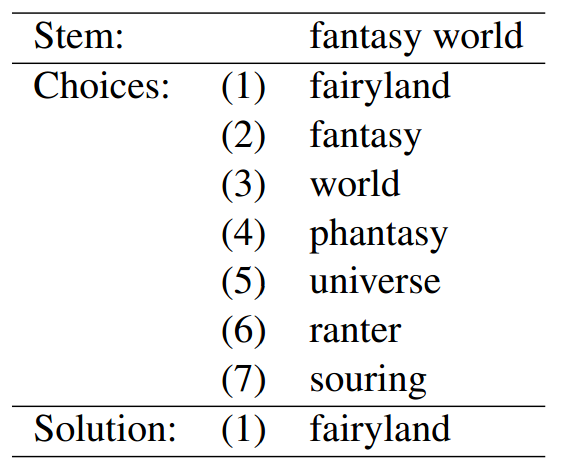 Stem: fantasy world
Choices: (1) fairyland
(2) fantasy
(3) world
(4) phantasy
(5) universe
(6) ranter
(7) souring
Solution: (1) fairyland